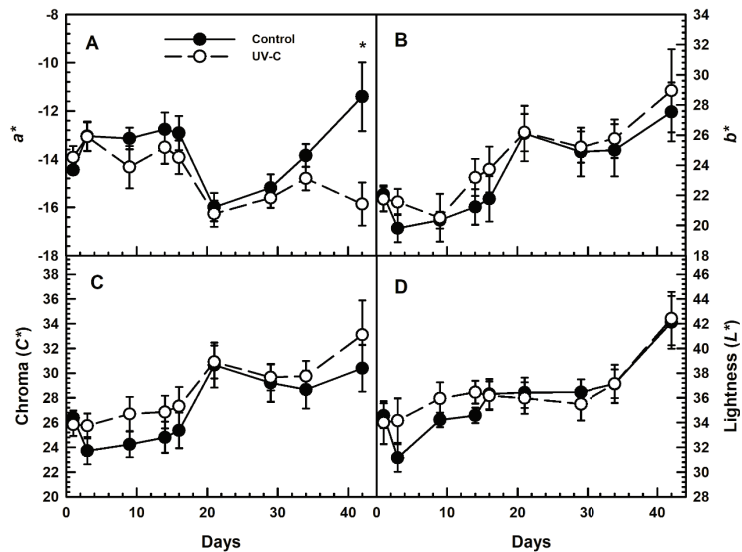 -8
-10
-12
-14
-16
-18
a*
A
Control
UV-C
*
B
34
32
30
28
26
24
22
20
18
b*
38
36
34
32
30
28
26
24
22
20
Chroma (C*)
C
D
46
44
42
40
38
36
34
32
30
28
Lightness (L*)
0 10 20 30 40
0 10 20 30 40
Days
Days